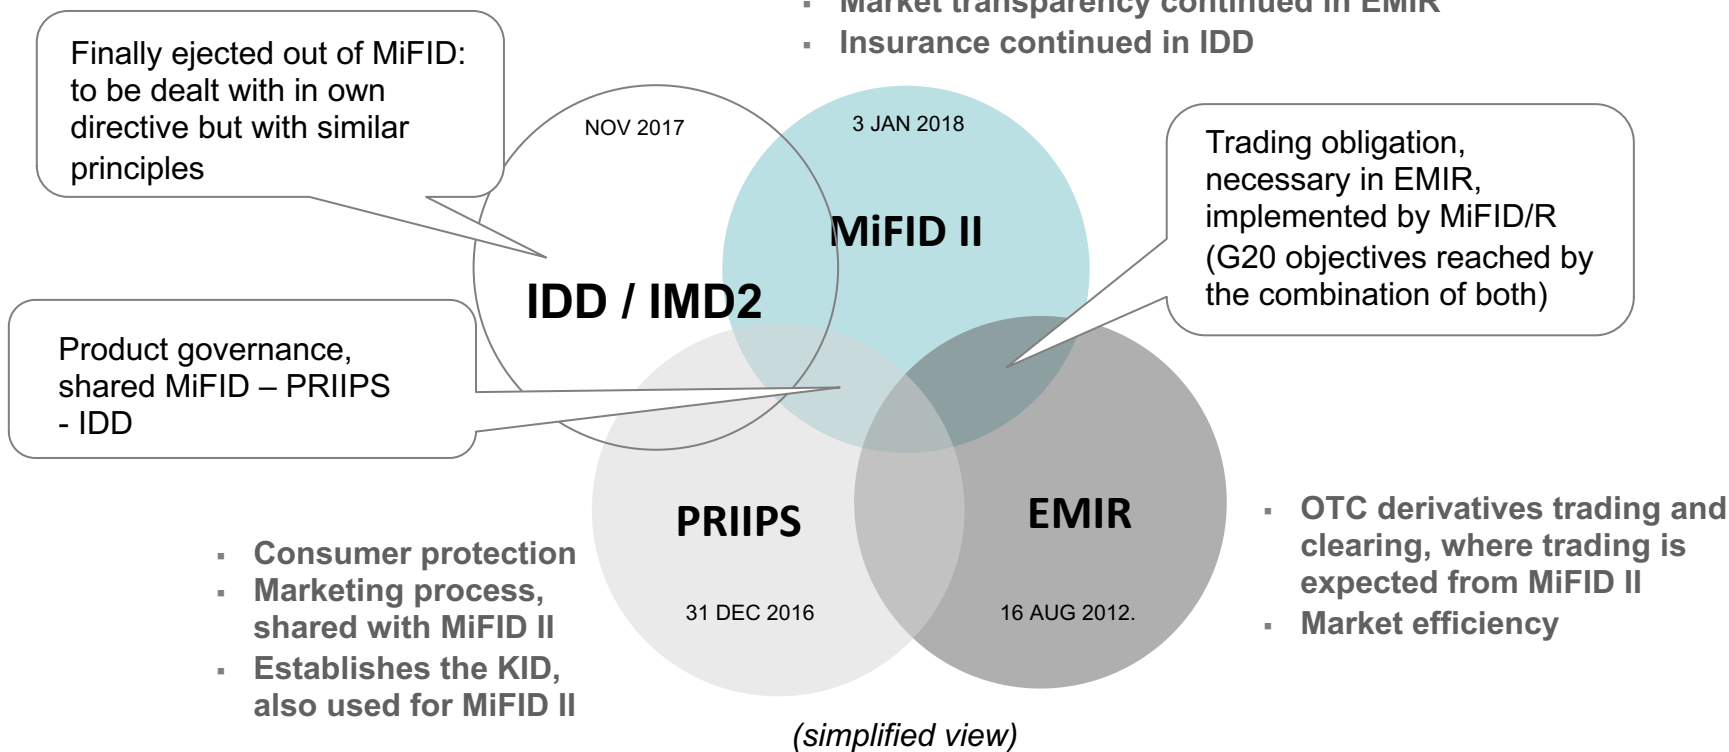 ▪ Market transparency continued in EMIR
▪ Insurance continued in IDD
Finally ejected out of MiFID:
to be dealt with in own
directive but with similar
principles
NOV 2017
3 JAN 2018
Trading obligation,
necessary in EMIR,
implemented by MiFID/R
(G20 objectives reached by
the combination of both)
MiFID II
IDD / IMD2
Product governance,
shared MiFID – PRIIPS
- IDD
PRIIPS
EMIR
31 DEC 2016
16 AUG 2012.
▪ Consumer protection
▪ Marketing process,
shared with MiFID II
▪ Establishes the KID,
also used for MiFID II
▪ OTC derivatives trading and
clearing, where trading is
expected from MiFID II
▪ Market efficiency
(simplified view)